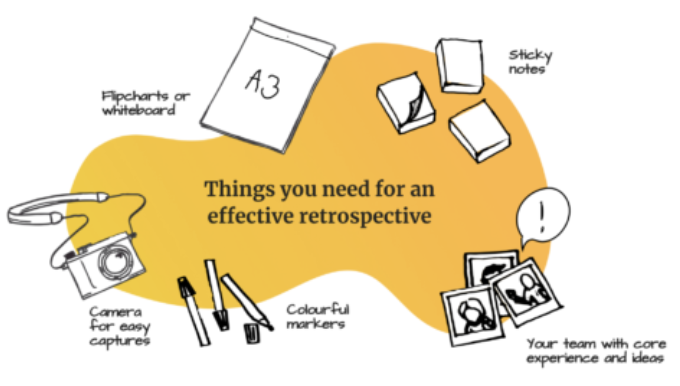 A3
Sticky
notes
Flipcharts or
whiteboard
Things you need for an
effective retrospective
!
Camera
for easy
captures
Colourful
markers
Your team with core
experience and ideas